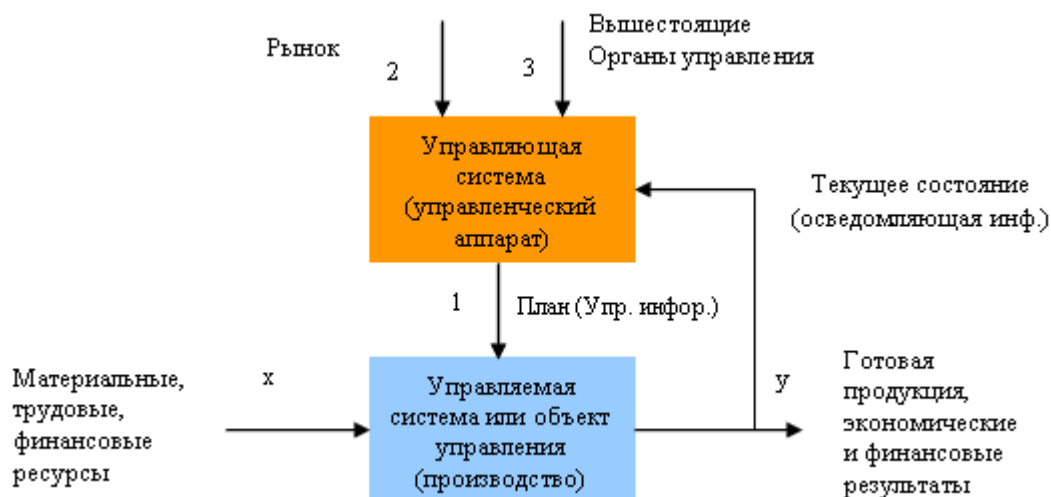 Рынок
2
3
Вышестоящие
Органы управления
Управляющая
система
(управленческий
аппарат)
Текущее состояние
(осведомляющая инф.)
1
План (Упр. инфор.)
Материальные,
трудовые,
финансовые
ресурсы
x
Управляемая
система или объект
управления
(производство)
y
Готовая
продукция,
экономические
и финансовые
результаты